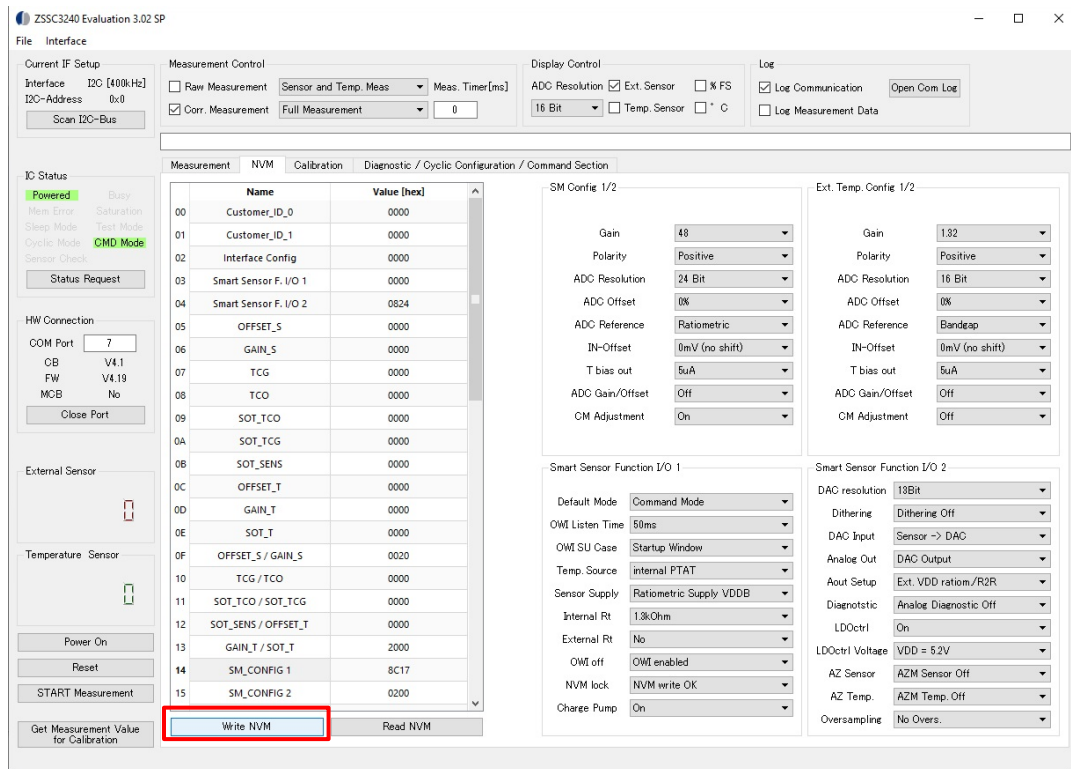 ZSSC3240 Evaluation 3.02 SP
File Interface
Current IF Setup
Interface I2C [400kHz]
I2C-Address 0x0
Scan I2C-Bus
Measurement Control
Raw Measurement Sensor and Temp. Meas Meas. Timer[ms]
Corr. Measurement Full Measurement 0
Display Control
ADC Resolution Ext. Sensor % FS
16 Bit Temp. Sensor ° C
Log
Log Communication Open Com Log
Log Measurement Data
IC Status
Powered Busy
Mem Error Saturation
Sleep Mode Test Mode
Cyclic Mode CMD Mode
Sensor Check
Status Request
HW Connection
COM Port 7
CB V4.1
FW V4.19
MCB No
Close Port
External Sensor
0
Temperature Sensor
0
Power On
Reset
START Measurement
Get Measurement Value
for Calibration
Measurement NVM Calibration Diagnostic / Cyclic Configuration / Command Section
Name Value [hex]
00 Customer_ID_0 0000
01 Customer_ID_1 0000
02 Interface Config 0000
03 Smart Sensor F. I/O 1 0000
04 Smart Sensor F. I/O 2 0824
05 OFFSET_S 0000
06 GAIN_S 0000
07 TCG 0000
08 TCO 0000
09 SOT_TCO 0000
0A SOT_TCG 0000
0B SOT_SENS 0000
0C OFFSET_T 0000
0D GAIN_T 0000
0E SOT_T 0000
0F OFFSET_S / GAIN_S 0020
10 TCG / TCO 0000
11 SOT_TCO / SOT_TCG 0000
12 SOT_SENS / OFFSET_T 0000
13 GAIN_T / SOT_T 2000
14 SM_CONFIG 1 8C17
15 SM_CONFIG 2 0200
Write NVM Read NVM
SM Config 1/2
Gain 48
Polarity Positive
ADC Resolution 24 Bit
ADC Offset 0%
ADC Reference Ratiometric
IN-Offset 0mV (no shift)
T bias out 5uA
ADC Gain/Offset Off
CM Adjustment On
Ext. Temp. Config 1/2
Gain 1.32
Polarity Positive
ADC Resolution 16 Bit
ADC Offset 0%
ADC Reference Bandgap
IN-Offset 0mV (no shift)
T bias out 5uA
ADC Gain/Offset Off
CM Adjustment Off
Smart Sensor Function I/O 1
Default Mode Command Mode
OWI Listen Time 50ms
OWI SU Case Startup Window
Temp. Source internal PTAT
Sensor Supply Ratiometric Supply VDDB
Internal Rt 1.3kOhm
External Rt No
OWI off OWI enabled
NVM lock NVM write OK
Charge Pump On
Smart Sensor Function I/O 2
DAC resolution 13Bit
Dithering Dithering Off
DAC Input Sensor -> DAC
Analog Out DAC Output
Aout Setup Ext. VDD ratiom./R2R
Diagnotstic Analog Diagnostic Off
LDOctrl On
LDOctrl Voltage VDD = 5.2V
AZ Sensor AZM Sensor Off
AZ Temp. AZM Temp. Off
Oversampling No Overs.